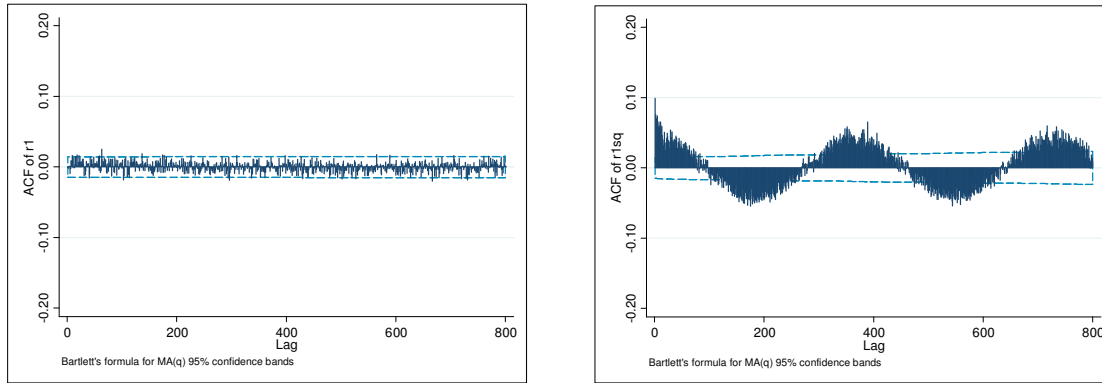 0.20
0.10
0.00
-0.10
-0.20
ACF of r1
0 200 400 600 800
Lag
Bartlett's formula for MA(q) 95% confidence bands
0.20
0.10
0.00
-0.10
-0.20
ACF of r1sq
0 200 400 600 800
Lag
Bartlett's formula for MA(q) 95% confidence bands